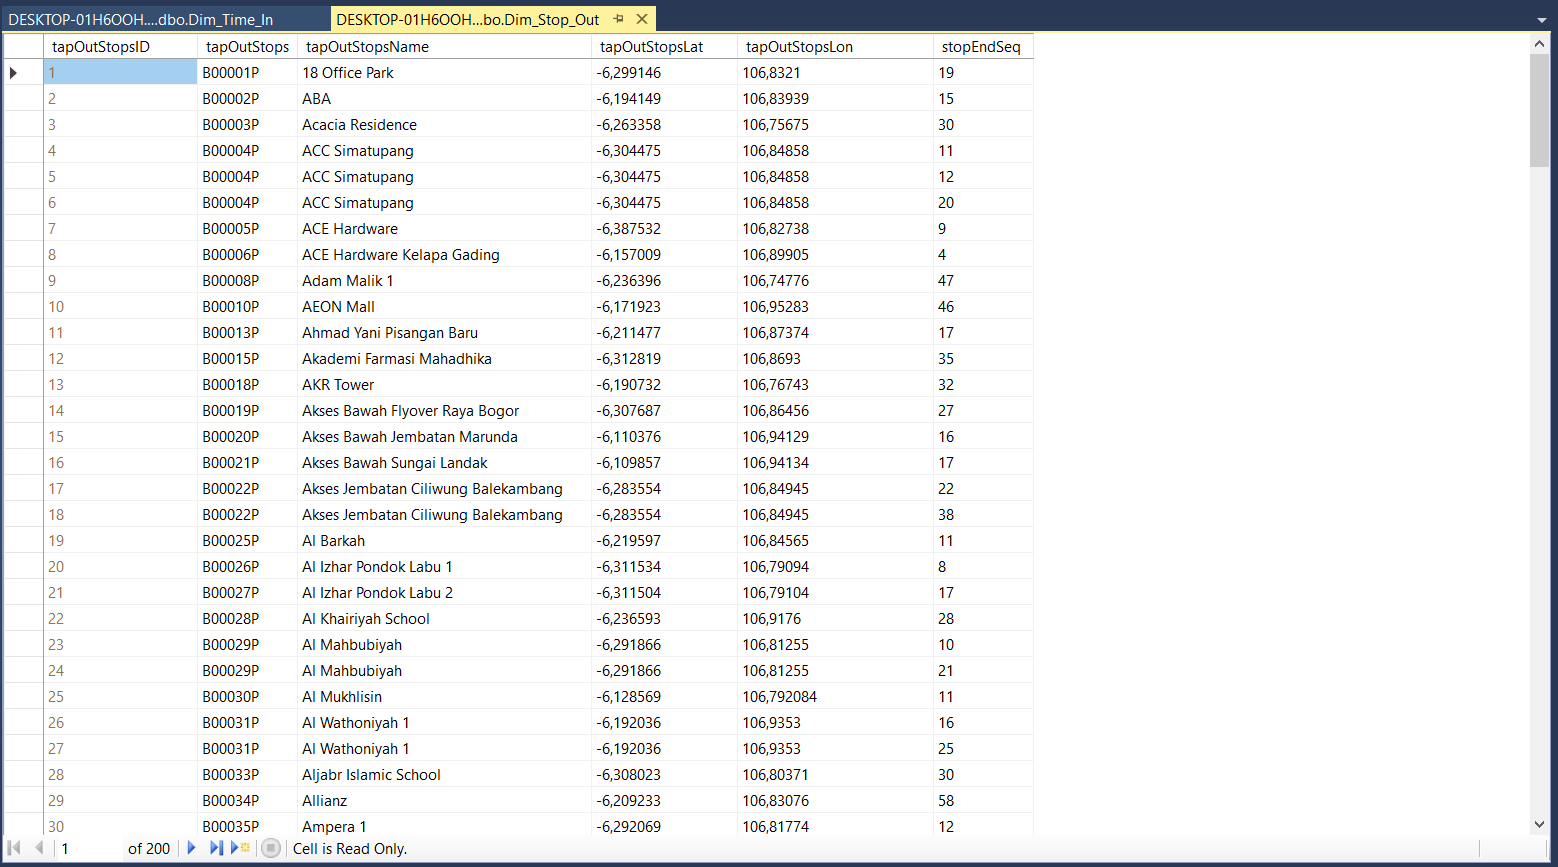 DESKTOP-01H6OOH....dbo.Dim_Time_In DESKTOP-01H6OOH...bo.Dim_Stop_Out
tapOutStopsID tapOutStops tapOutStopsName tapOutStopsLat tapOutStopsLon stopEndSeq
1 B00001P 18 Office Park -6,299146 106,8321 19
2 B00002P ABA -6,194149 106,83939 15
3 B00003P Acacia Residence -6,263358 106,75675 30
4 B00004P ACC Simatupang -6,304475 106,84858 11
5 B00004P ACC Simatupang -6,304475 106,84858 12
6 B00004P ACC Simatupang -6,304475 106,84858 20
7 B00005P ACE Hardware -6,387532 106,82738 9
8 B00006P ACE Hardware Kelapa Gading -6,157009 106,89905 4
9 B00008P Adam Malik 1 -6,236396 106,74776 47
10 B00010P AEON Mall -6,171923 106,95283 46
11 B00013P Ahmad Yani Pisangan Baru -6,211477 106,87374 17
12 B00015P Akademi Farmasi Mahadhika -6,312819 106,8693 35
13 B00018P AKR Tower -6,190732 106,76743 32
14 B00019P Akses Bawah Flyover Raya Bogor -6,307687 106,86456 27
15 B00020P Akses Bawah Jembatan Marunda -6,110376 106,94129 16
16 B00021P Akses Bawah Sungai Landak -6,109857 106,94134 17
17 B00022P Akses Jembatan Ciliwung Balekambang -6,283554 106,84945 22
18 B00022P Akses Jembatan Ciliwung Balekambang -6,283554 106,84945 38
19 B00025P Al Barkah -6,219597 106,84565 11
20 B00026P Al Izhar Pondok Labu 1 -6,311534 106,79094 8
21 B00027P Al Izhar Pondok Labu 2 -6,311504 106,79104 17
22 B00028P Al Khairiyah School -6,236593 106,9176 28
23 B00029P Al Mahbubiyah -6,291866 106,81255 10
24 B00029P Al Mahbubiyah -6,291866 106,81255 21
25 B00030P Al Mukhlisin -6,128569 106,792084 11
26 B00031P Al Wathoniyah 1 -6,192036 106,9353 16
27 B00031P Al Wathoniyah 1 -6,192036 106,9353 25
28 B00033P Aljabr Islamic School -6,308023 106,80371 30
29 B00034P Allianz -6,209233 106,83076 58
30 B00035P Ampera 1 -6,292069 106,81774 12
1 of 200 Cell is Read Only.